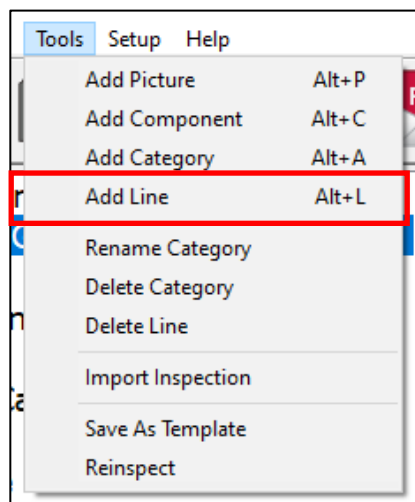 Tools Setup Help
Add Picture Alt+P
Add Component Alt+C
Add Category Alt+A
Add Line Alt+L
Rename Category
Delete Category
Delete Line
Import Inspection
Save As Template
Reinspect